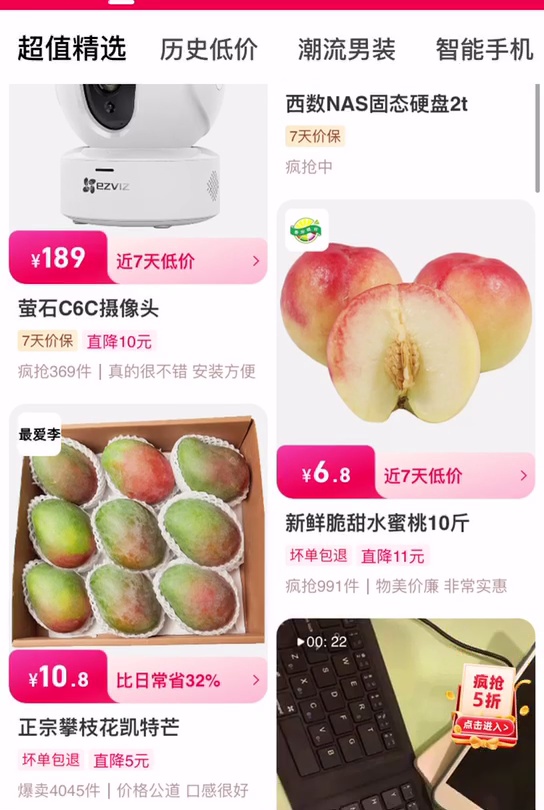 超值精选
历史低价
潮流男装
智能手机
ezviz
¥189
近7天低价
萤石C6C摄像头
7天价保
直降10元
疯抢369件｜真的很不错 安装方便
最爱李
¥10.8
比日常省32%
正宗攀枝花凯特芒
坏单包退
直降5元
爆卖4045件｜价格公道 口感很好
西数NAS固态硬盘2t
7天价保
疯抢中
¥6.8
近7天低价
新鲜脆甜水蜜桃10斤
坏单包退
直降11元
疯抢991件｜物美价廉 非常实惠
00: 22
疯抢
5折
点击进入>